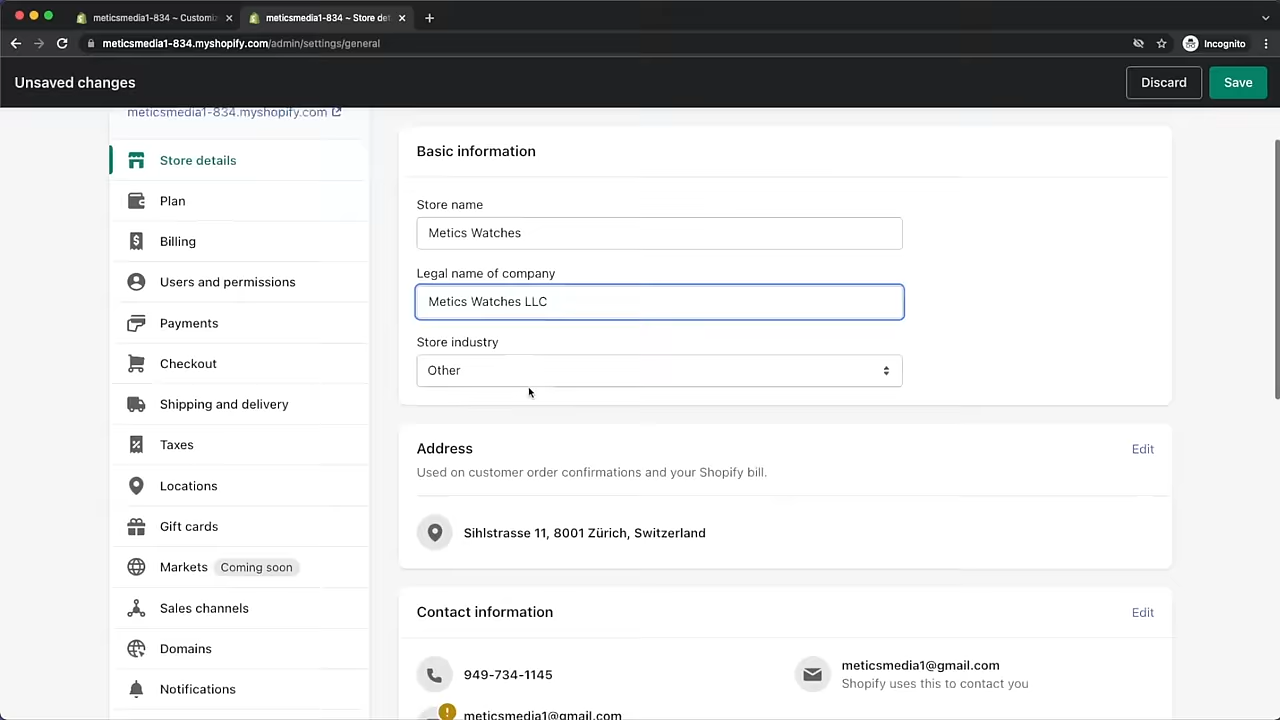 meticsmedia1-834 ~ Customiz
meticsmedia1-834 ~ Store det
meticsmedia1-834.myshopify.com/admin/settings/general
Incognito
Unsaved changes
Discard
Save
meticsmedia1-834.myshopify.com
Store details
Plan
Billing
Users and permissions
Payments
Checkout
Shipping and delivery
Taxes
Locations
Gift cards
Markets Coming soon
Sales channels
Domains
Notifications
Basic information
Store name
Metics Watches
Legal name of company
Metics Watches LLC
Store industry
Other
Address
Edit
Used on customer order confirmations and your Shopify bill.
Sihlstrasse 11, 8001 Zürich, Switzerland
Contact information
Edit
949-734-1145
meticsmedia1@gmail.com
Shopify uses this to contact you
meticsmedia1@gmail.com